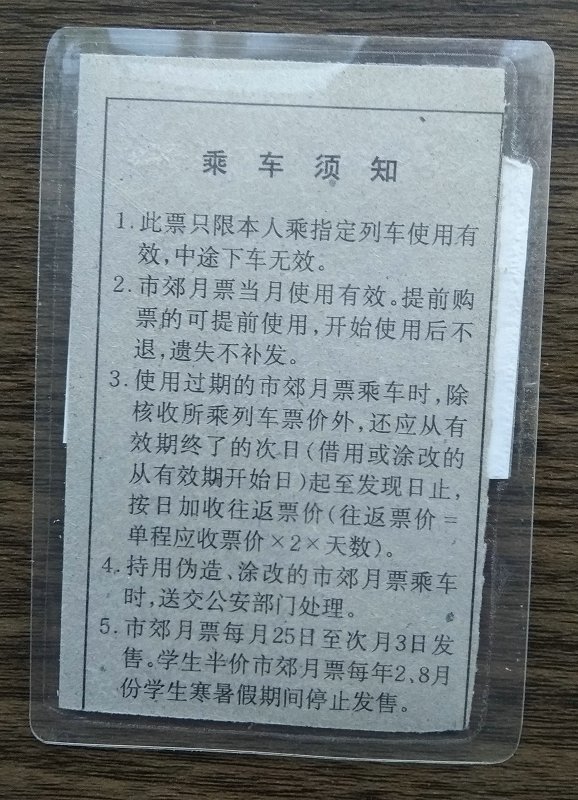 乘车须知
1.此票只限本人乘指定列车使用有
效,中途下车无效。
2.市郊月票当月使用有效。提前购
票的可提前使用,开始使用后不
退,遗失不补发。
3.使用过期的市郊月票乘车时,除
核收所乘列车票价外,还应从有
效期终了的次日(借用或涂改的
从有效期开始日)起至发现日止,
按日加收往返票价(往返票价=
单程应收票价×2×天数)。
4.持用伪造、涂改的市郊月票乘车
时,送交公安部门处理。
5.市郊月票每月25日至次月3日发
售。学生半价市郊月票每年2、8月
份学生寒暑假期间停止发售。